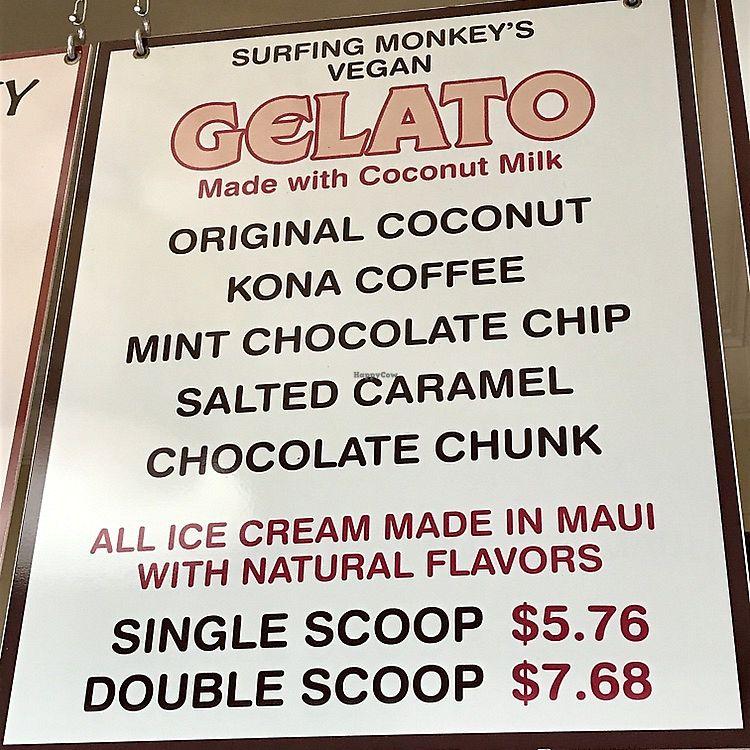 SURFING MONKEY'S
VEGAN
GELATO
Made with Coconut Milk
ORIGINAL COCONUT
KONA COFFEE
MINT CHOCOLATE CHIP
HappyCow
SALTED CARAMEL
CHOCOLATE CHUNK
ALL ICE CREAM MADE IN MAUI
WITH NATURAL FLAVORS
SINGLE SCOOP $5.76
DOUBLE SCOOP $7.68